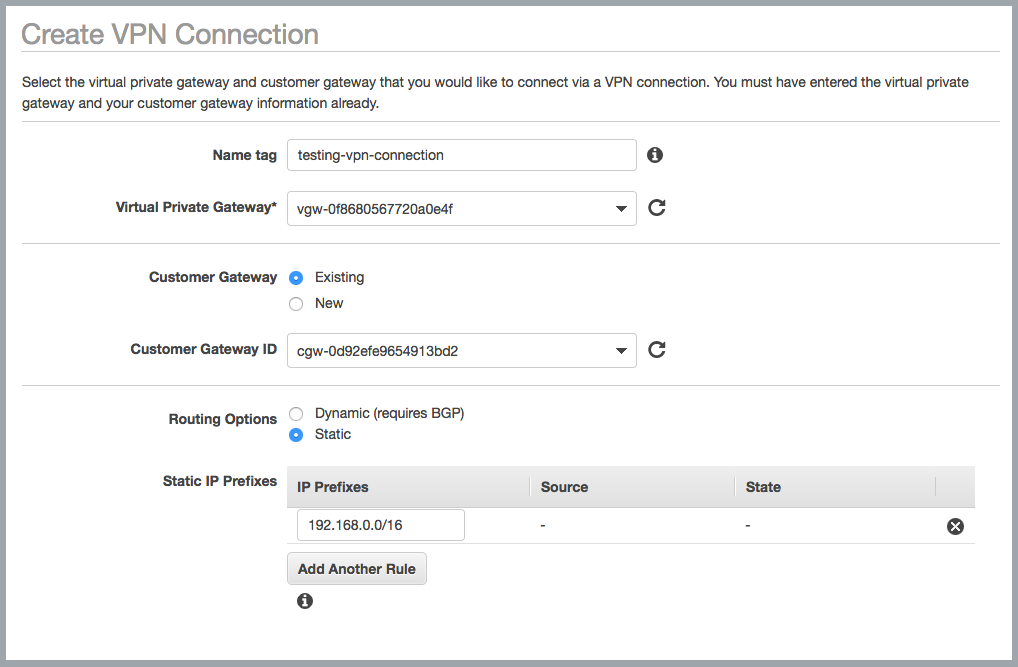 Create VPN Connection
Select the virtual private gateway and customer gateway that you would like to connect via a VPN connection. You must have entered the virtual private
gateway and your customer gateway information already.
Name tag testing-vpn-connection
Virtual Private Gateway* vgw-0f8680567720a0e4f
Customer Gateway Existing
New
Customer Gateway ID cgw-0d92efe9654913bd2
Routing Options Dynamic (requires BGP)
Static
Static IP Prefixes IP Prefixes Source State
192.168.0.0/16 - -
Add Another Rule